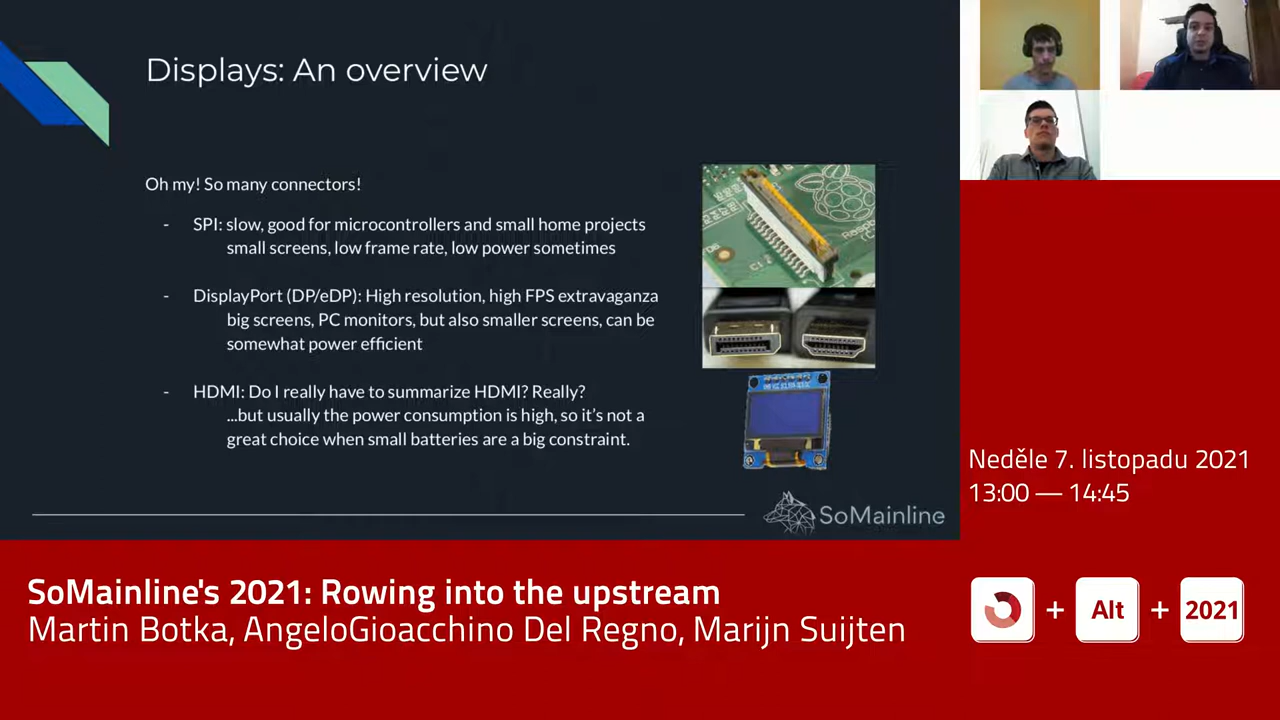 Displays: An overview
Oh my! So many connectors!
- SPI: slow, good for microcontrollers and small home projects
small screens, low frame rate, low power sometimes
- DisplayPort (DP/eDP): High resolution, high FPS extravaganza
big screens, PC monitors, but also smaller screens, can be
somewhat power efficient
- HDMI: Do I really have to summarize HDMI? Really?
...but usually the power consumption is high, so it's not a
great choice when small batteries are a big constraint.
SoMainline
Neděle 7. listopadu 2021
13:00 — 14:45
SoMainline's 2021: Rowing into the upstream
Martin Botka, AngeloGioacchino Del Regno, Marijn Suijten
+ Alt + 2021